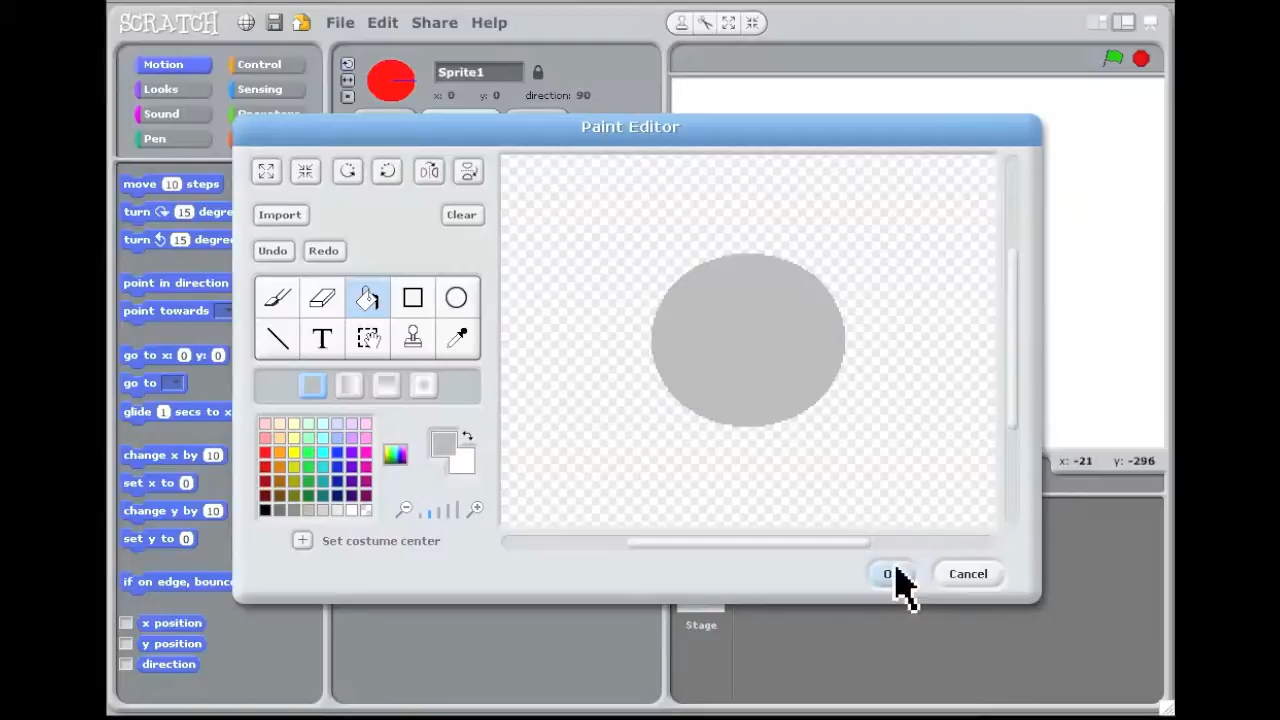 SCRATCH File Edit Share Help
Motion Control
Looks Sensing
Sound
Pen
Sprite1
x: 0 y: 0 direction: 90
Paint Editor
move 10 steps
turn 15 degre
turn 15 degre
point in direction
point towards
go to x: 0 y: 0
go to
glide 1 secs to x
change x by 10
set x to 0
change y by 10
set y to 0
if on edge, bounce
x position
y position
direction
Import Clear
Undo Redo
T
Set costume center
O Cancel
x: -21 y: -296
Stage